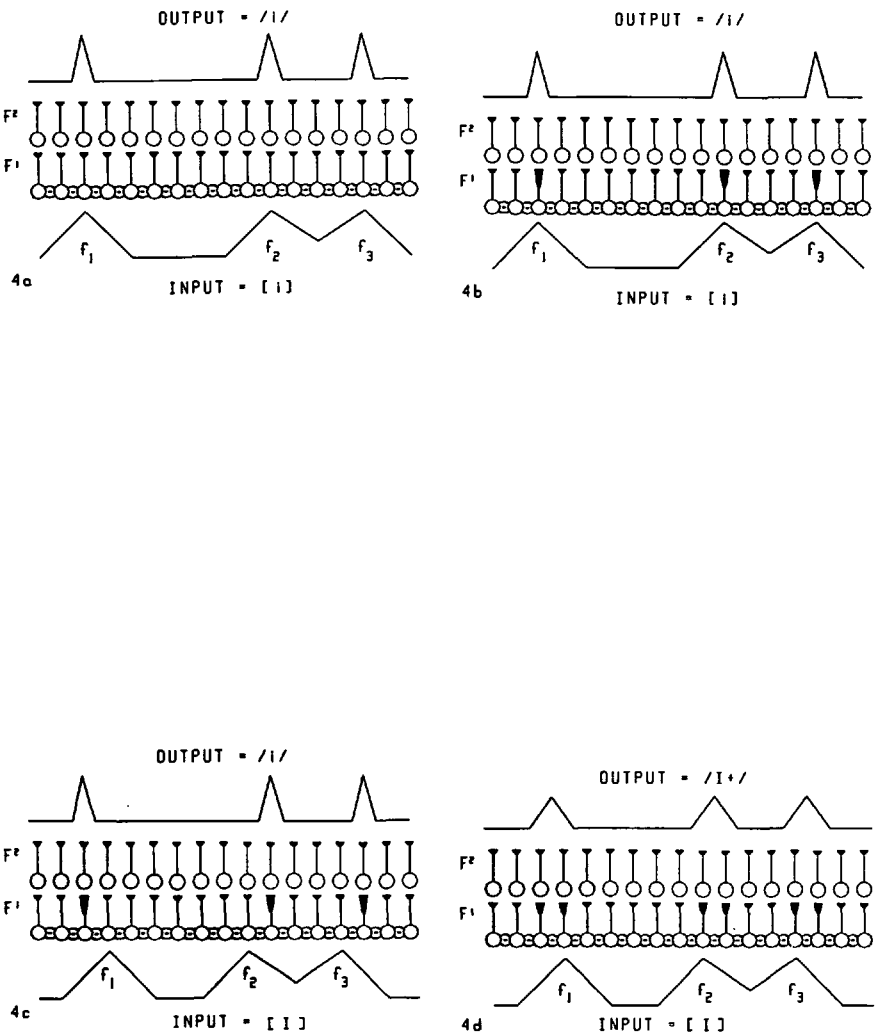 OUTPUT = /i/
F²
F¹
f₁ f₂ f₃
4a
INPUT = [i]
OUTPUT = /i/
F²
F¹
f₁ f₂ f₃
4b
INPUT = [i]
OUTPUT = /i/
F²
F¹
f₁ f₂ f₃
4c
INPUT = [I]
OUTPUT = /I+/
F²
F¹
f₁ f₂ f₃
4d
INPUT = [I]